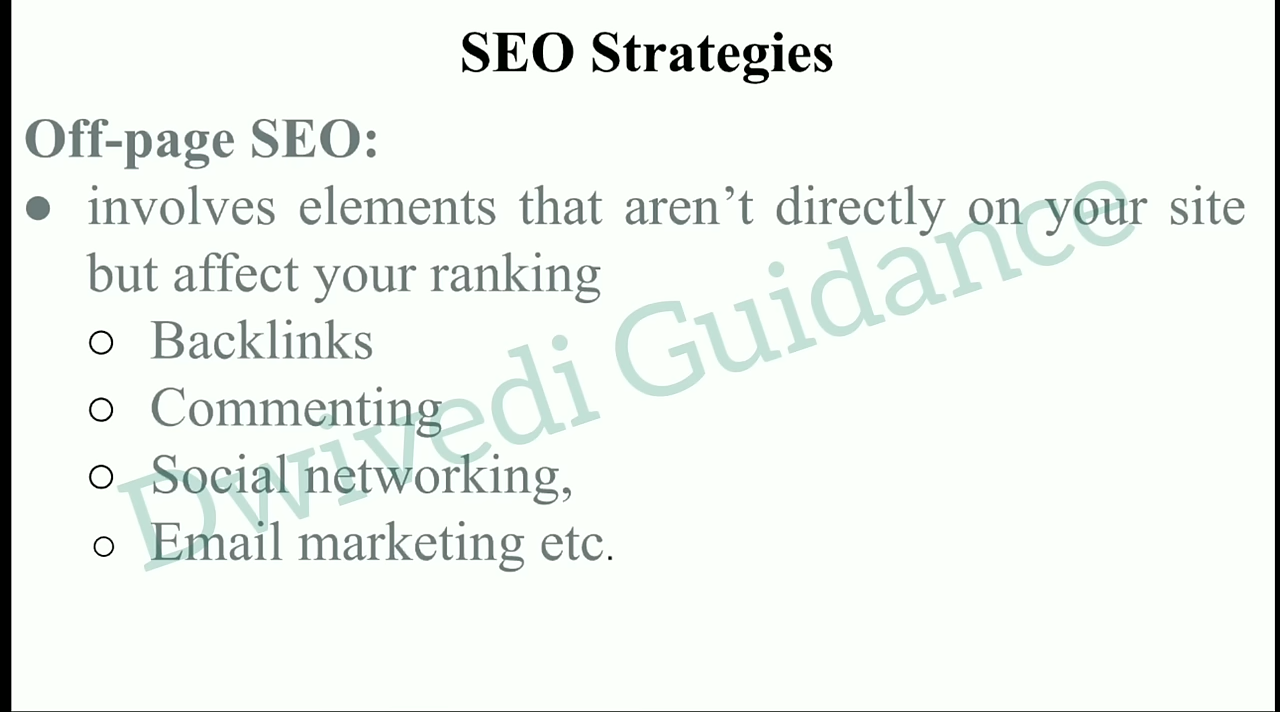 SEO Strategies
Off-page SEO:
● involves elements that aren’t directly on your site
but affect your ranking
○ Backlinks
○ Commenting
○ Social networking,
○ Email marketing etc.
Dwivedi Guidance